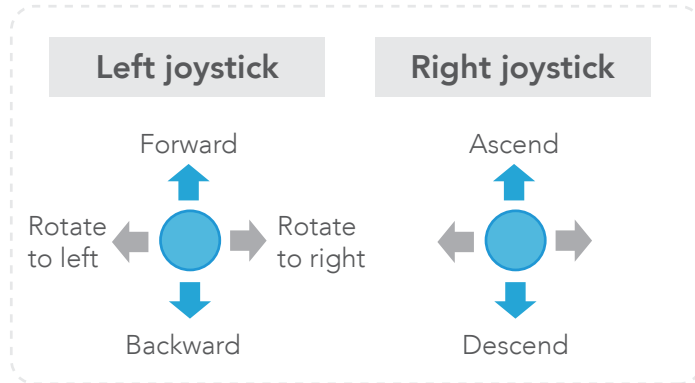 Left joystick
Right joystick
Forward
Ascend
Rotate
to left
Rotate
to right
Backward
Descend